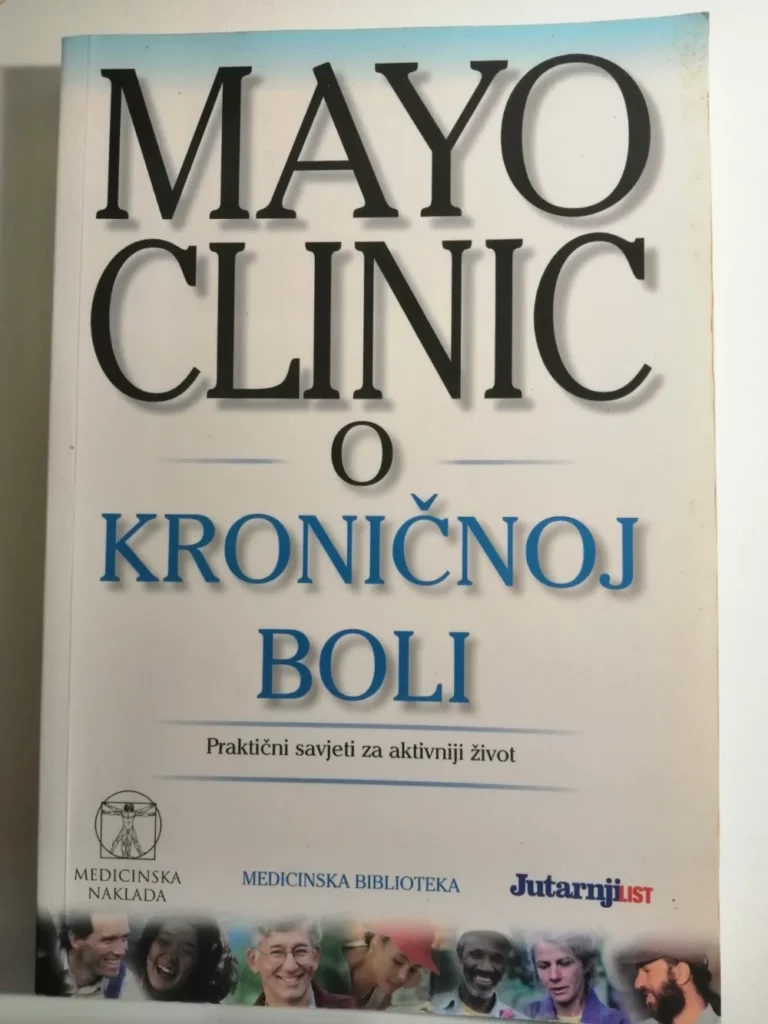 MAYO
CLINIC
O
KRONIČNOJ
BOLI
Praktični savjeti za aktivniji život
MEDICINSKA
NAKLADA
MEDICINSKA BIBLIOTEKA
JutarnjiLIST